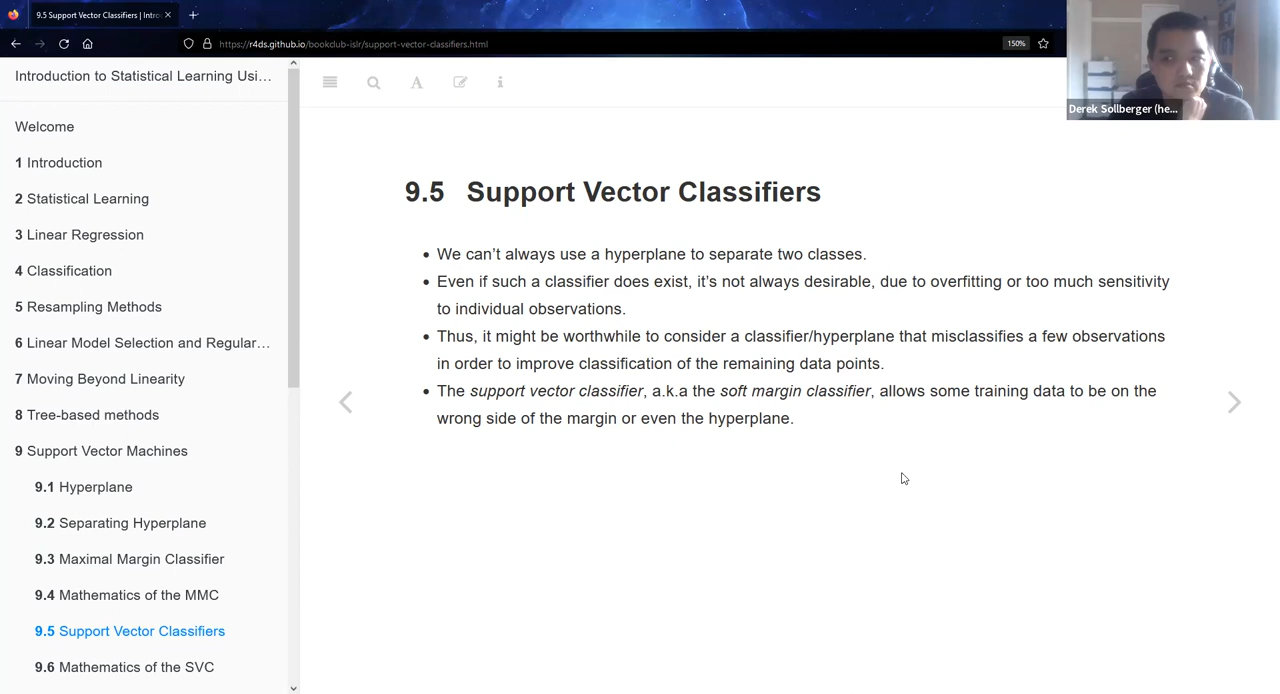 9.5 Support Vector Classifiers | Intro
https://r4ds.github.io/bookclub-islr/support-vector-classifiers.html
150%
Derek Sollberger (he...
Introduction to Statistical Learning Usi...
Welcome
1 Introduction
2 Statistical Learning
3 Linear Regression
4 Classification
5 Resampling Methods
6 Linear Model Selection and Regular...
7 Moving Beyond Linearity
8 Tree-based methods
9 Support Vector Machines
9.1 Hyperplane
9.2 Separating Hyperplane
9.3 Maximal Margin Classifier
9.4 Mathematics of the MMC
9.5 Support Vector Classifiers
9.6 Mathematics of the SVC
9.5 Support Vector Classifiers
• We can’t always use a hyperplane to separate two classes.
• Even if such a classifier does exist, it’s not always desirable, due to overfitting or too much sensitivity
to individual observations.
• Thus, it might be worthwhile to consider a classifier/hyperplane that misclassifies a few observations
in order to improve classification of the remaining data points.
• The support vector classifier, a.k.a the soft margin classifier, allows some training data to be on the
wrong side of the margin or even the hyperplane.